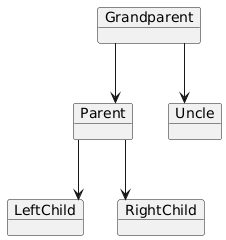 Grandparent
Parent
Uncle
LeftChild
RightChild